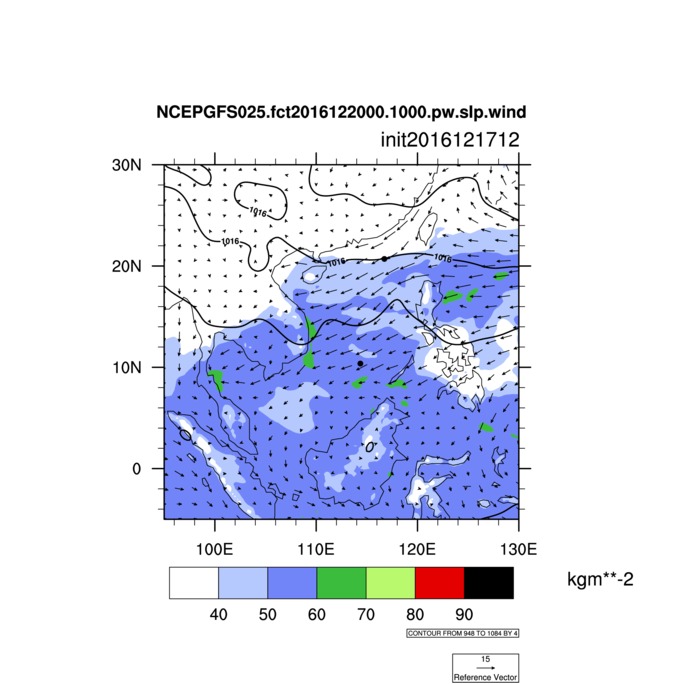 NCEPGFS025.fct2016122000.1000.pw.slp.wind
init2016121712
30N
1016
1016
20N
1016
1016
10N
0
100E
110E
120E
130E
kgm**-2
40
50
60
70
80
90
CONTOUR FROM 948 TO 1084 BY 4
15
Reference Vector